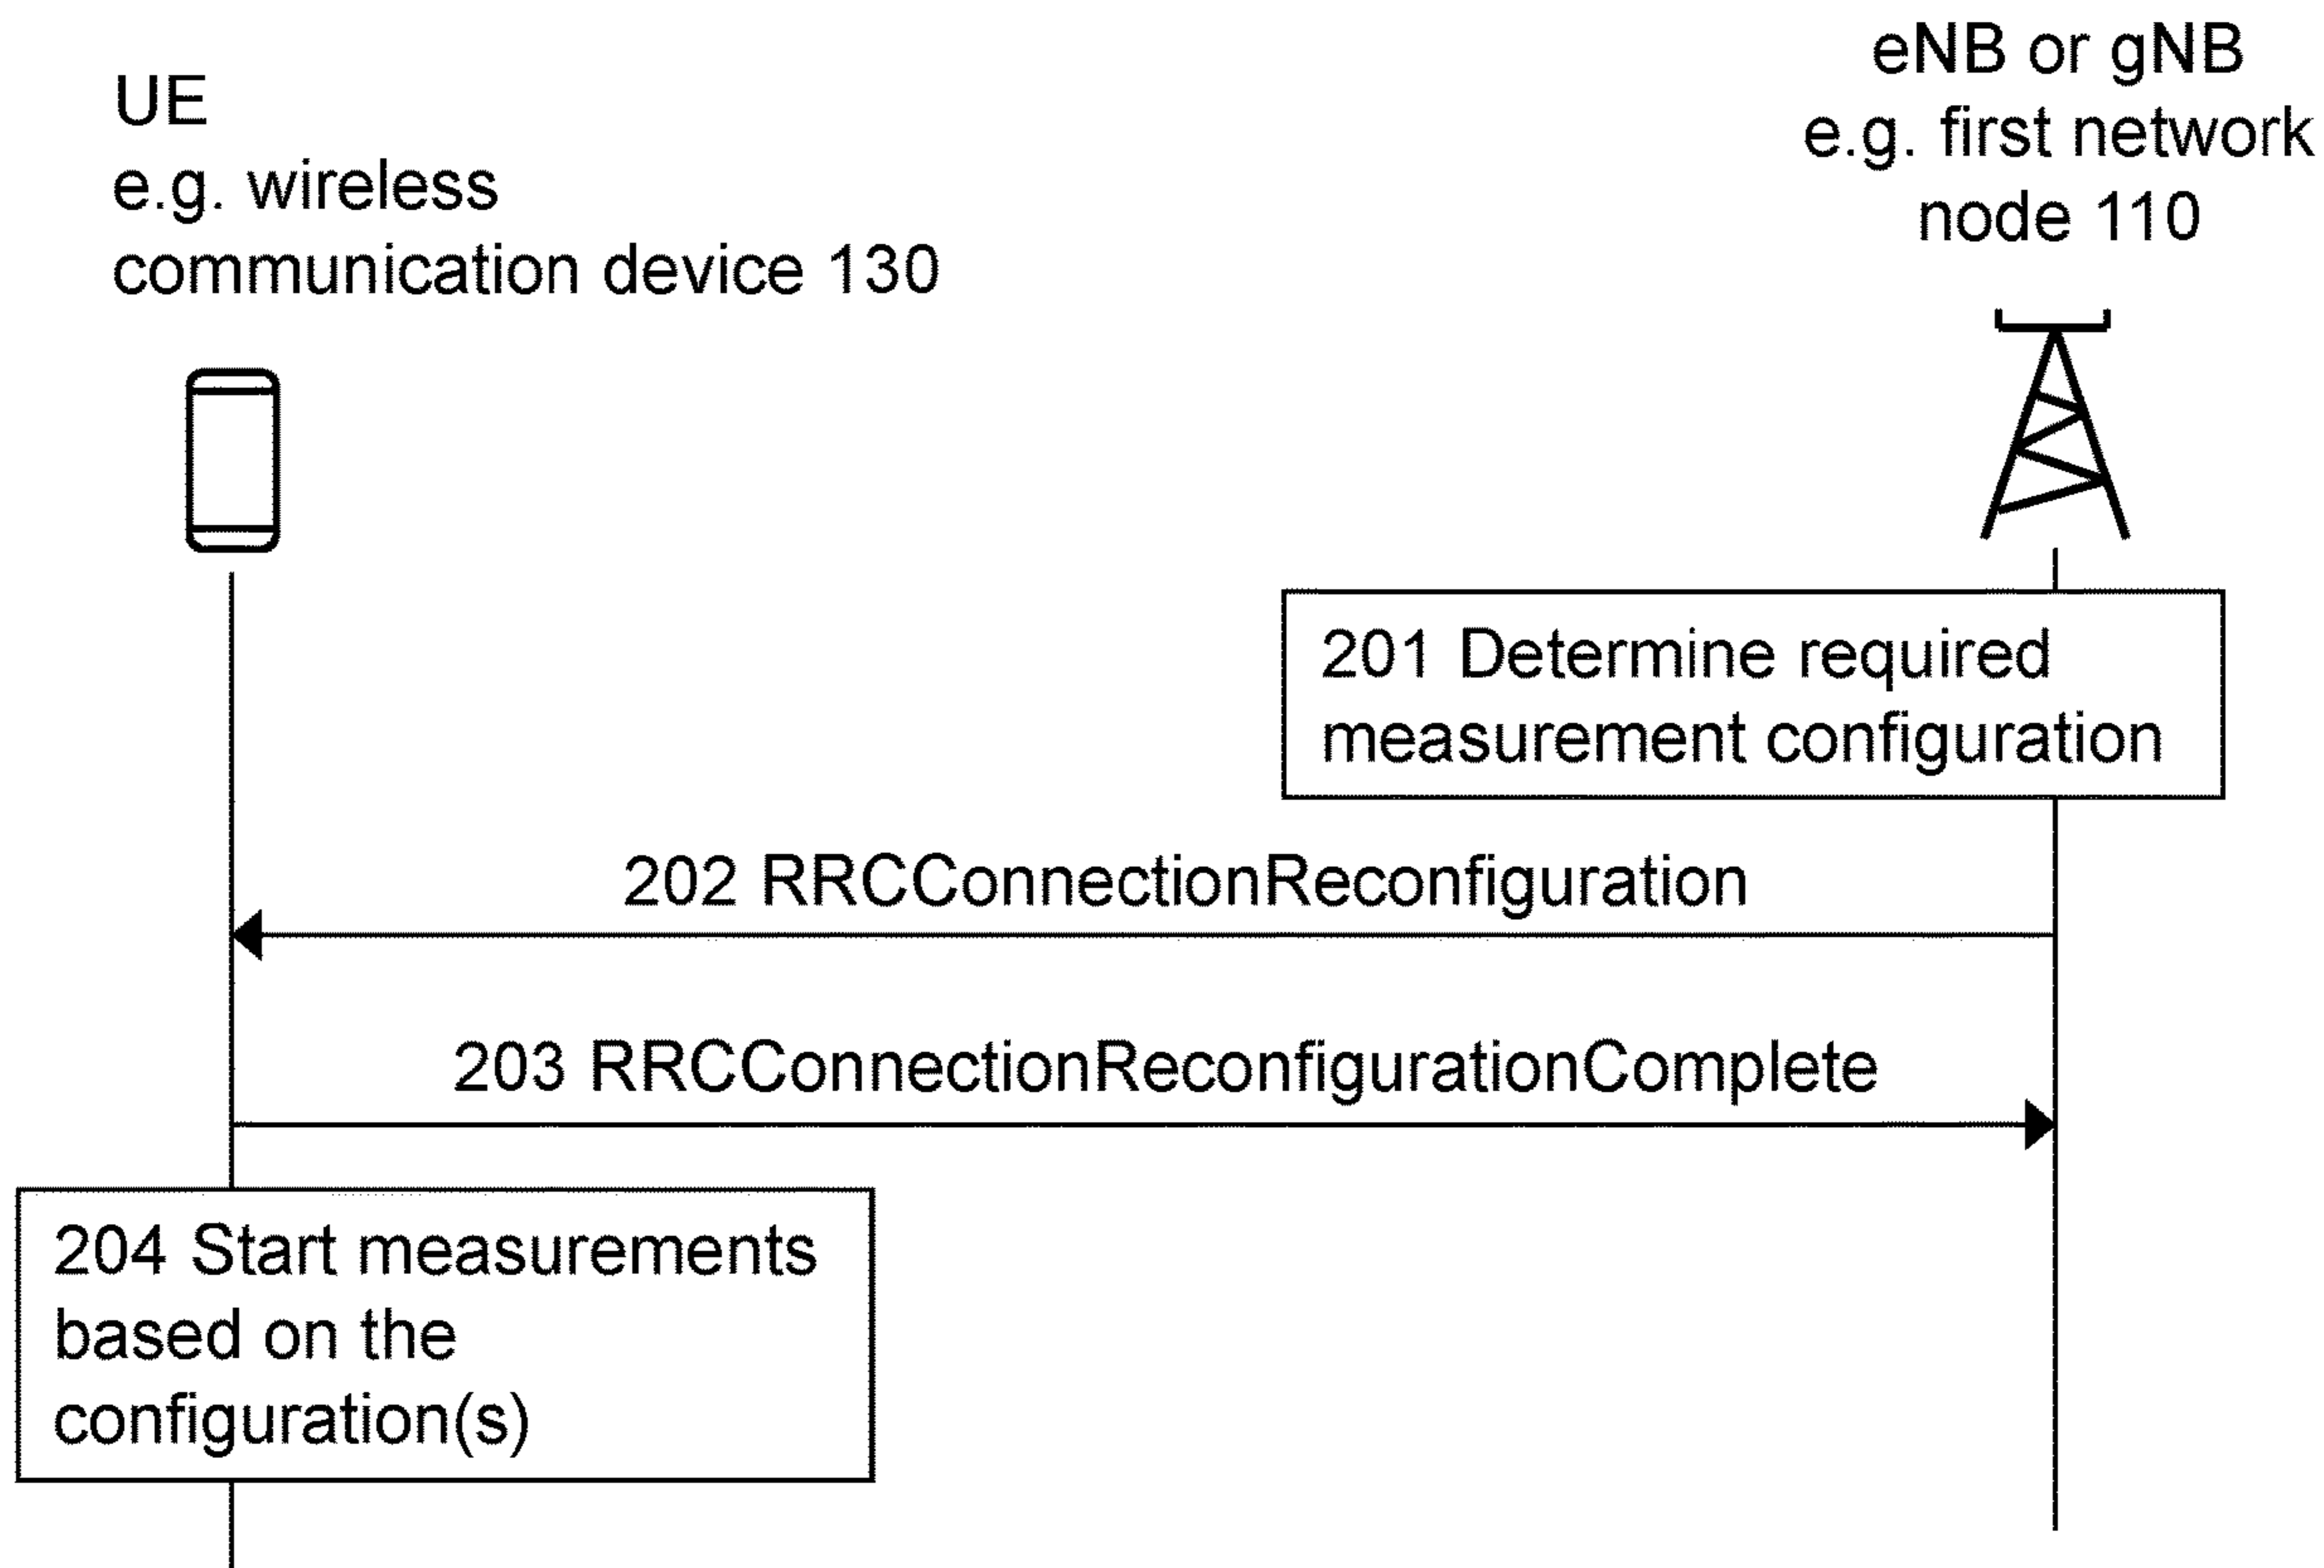 UE
e.g. wireless
communication device 130
eNB or gNB
e.g. first network
node 110
201 Determine required
measurement configuration
202 RRCConnectionReconfiguration
203 RRCConnectionReconfigurationComplete
204 Start measurements
based on the
configuration(s)